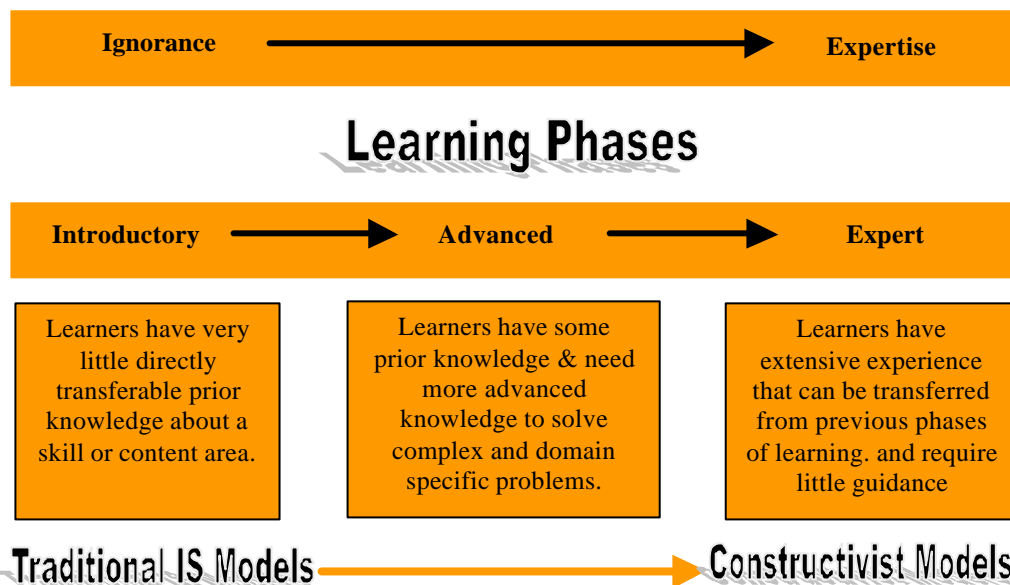 Ignorance Expertise
Learning Phases
Introductory Advanced Expert
Learners have very
little directly
transferable prior
knowledge about a
skill or content area.
Learners have some
prior knowledge & need
more advanced
knowledge to solve
complex and domain
specific problems.
Learners have
extensive experience
that can be transferred
from previous phases
of learning. and require
little guidance
Traditional IS Models Constructivist Models